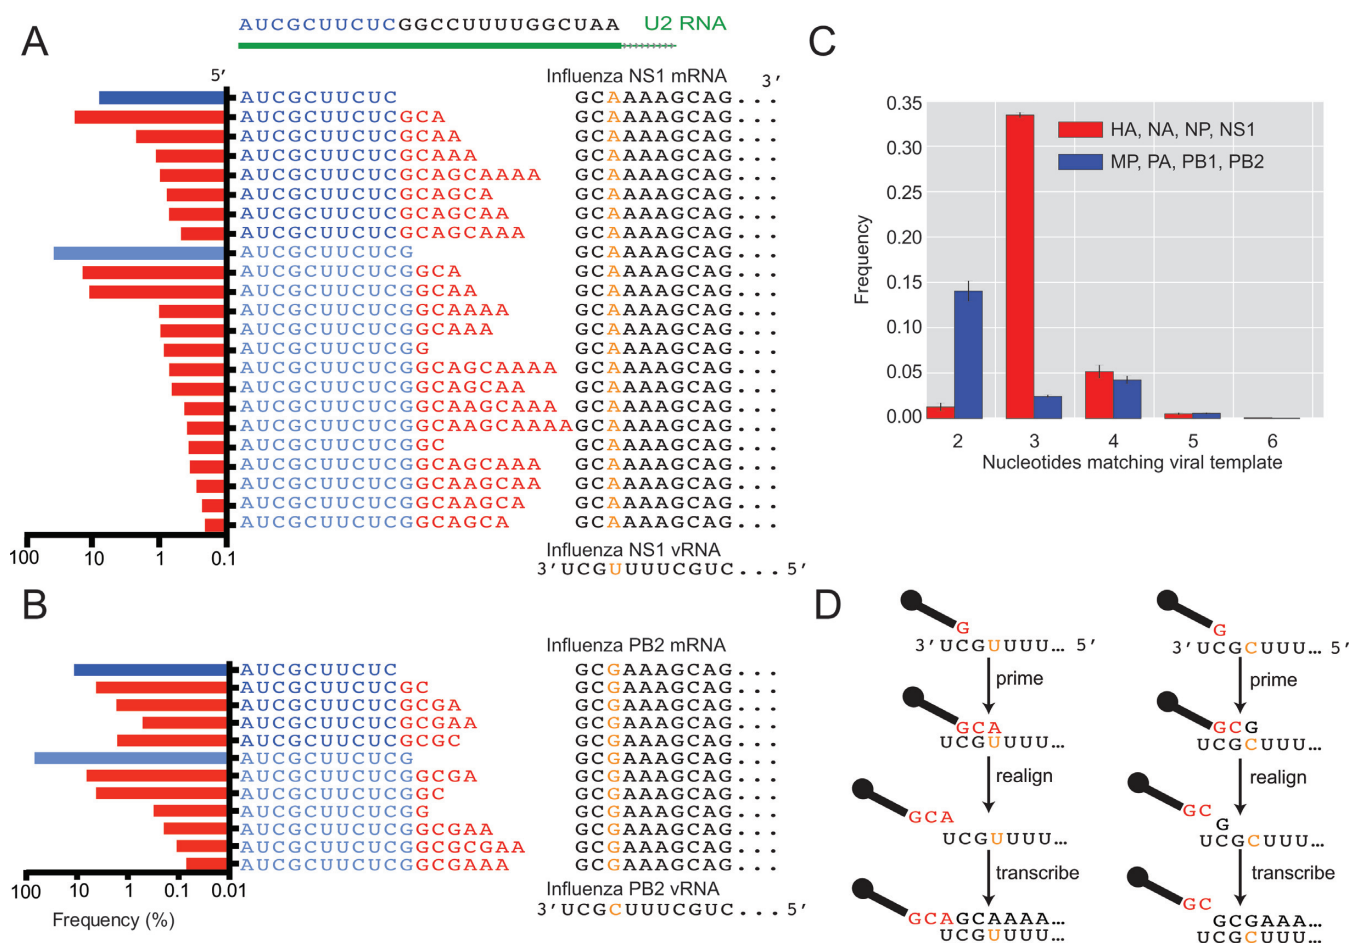 A
AUCGCUUCUCGGCCUUUUGGCUAA U2 RNA
5′ Influenza NS1 mRNA 3′
AUCGCUUCUC GCAAAAGCAG...
AUCGCUUCUCGCA GCAAAAGCAG...
AUCGCUUCUCGCAA GCAAAAGCAG...
AUCGCUUCUCGCAAA GCAAAAGCAG...
AUCGCUUCUCGCAGCAAAA GCAAAAGCAG...
AUCGCUUCUCGCAGCA GCAAAAGCAG...
AUCGCUUCUCGCAGCAA GCAAAAGCAG...
AUCGCUUCUCGCAGCAAA GCAAAAGCAG...
AUCGCUUCUCG GCAAAAGCAG...
AUCGCUUCUCGGCA GCAAAAGCAG...
AUCGCUUCUCGGCAA GCAAAAGCAG...
AUCGCUUCUCGGCAAAA GCAAAAGCAG...
AUCGCUUCUCGGCAAA GCAAAAGCAG...
AUCGCUUCUCGG GCAAAAGCAG...
AUCGCUUCUCGGCAGCAAAA GCAAAAGCAG...
AUCGCUUCUCGGCAGCAA GCAAAAGCAG...
AUCGCUUCUCGGCAAGCAAA GCAAAAGCAG...
AUCGCUUCUCGGCAAGCAAAAGCAAAAGCAG...
AUCGCUUCUCGGC GCAAAAGCAG...
AUCGCUUCUCGGCAGCAAA GCAAAAGCAG...
AUCGCUUCUCGGCAAGCAA GCAAAAGCAG...
AUCGCUUCUCGGCAAGCA GCAAAAGCAG...
AUCGCUUCUCGGCAGCA GCAAAAGCAG...
100 10 1 0.1
Influenza NS1 vRNA
3′UCGUUUUCGUC...5′
B
Influenza PB2 mRNA
AUCGCUUCUC GCGAAAGCAG...
AUCGCUUCUCGC GCGAAAGCAG...
AUCGCUUCUCGCGA GCGAAAGCAG...
AUCGCUUCUCGCGAA GCGAAAGCAG...
AUCGCUUCUCGCGC GCGAAAGCAG...
AUCGCUUCUCG GCGAAAGCAG...
AUCGCUUCUCGGCGA GCGAAAGCAG...
AUCGCUUCUCGGC GCGAAAGCAG...
AUCGCUUCUCGG GCGAAAGCAG...
AUCGCUUCUCGGCGAA GCGAAAGCAG...
AUCGCUUCUCGGCGCGAA GCGAAAGCAG...
AUCGCUUCUCGGCGAAA GCGAAAGCAG...
100 10 1 0.1 0.01
Influenza PB2 vRNA
3′UCGCUUUCGUC...5′
Frequency (%)
C
0.35
0.30
0.25
0.20
0.15
0.10
0.05
0.00
Frequency
HA, NA, NP, NS1
MP, PA, PB1, PB2
2 3 4 5 6
Nucleotides matching viral template
D
G
3′UCGUUUU... 5′
prime
GCA
UCGUUUU...
realign
GCA
UCGUUUU...
transcribe
GCAGCAAAA...
UCGUUUU...
G
3′UCGCUUU... 5′
prime
GCG
UCGCUUU...
realign
GC
G
UCGCUUU...
transcribe
GC
GCGAAA...
UCGCUUU...